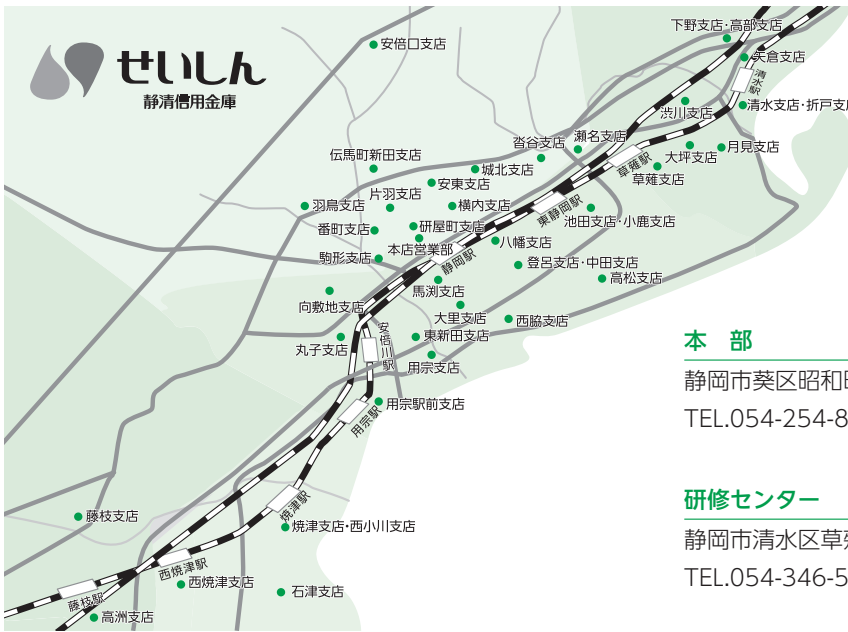 せいしん
静清信用金庫
下野支店・高部支店
安倍口支店
矢倉支店
清水駅
清水支店・折戸支
渋川支店
瀬名支店
沓谷支店
月見支店
大坪支店
伝馬町新田支店
城北支店
草薙駅
草薙支店
安東支店
片羽支店
羽鳥支店
横内支店
東静岡駅
池田支店・小鹿支店
研屋町支店
番町支店
八幡支店
本店営業部
駒形支店
静岡駅
登呂支店・中田支店
高松支店
馬渕支店
向敷地支店
大里支店
西脇支店
丸子支店
安倍川駅
東新田支店
用宗支店
用宗駅前支店
用宗駅
焼津駅
藤枝支店
焼津支店・西小川支店
西焼津駅
西焼津支店
石津支店
藤枝駅
高洲支店
本 部
静岡市葵区昭和
TEL.054-254-8
研修センター
静岡市清水区草
TEL.054-346-5